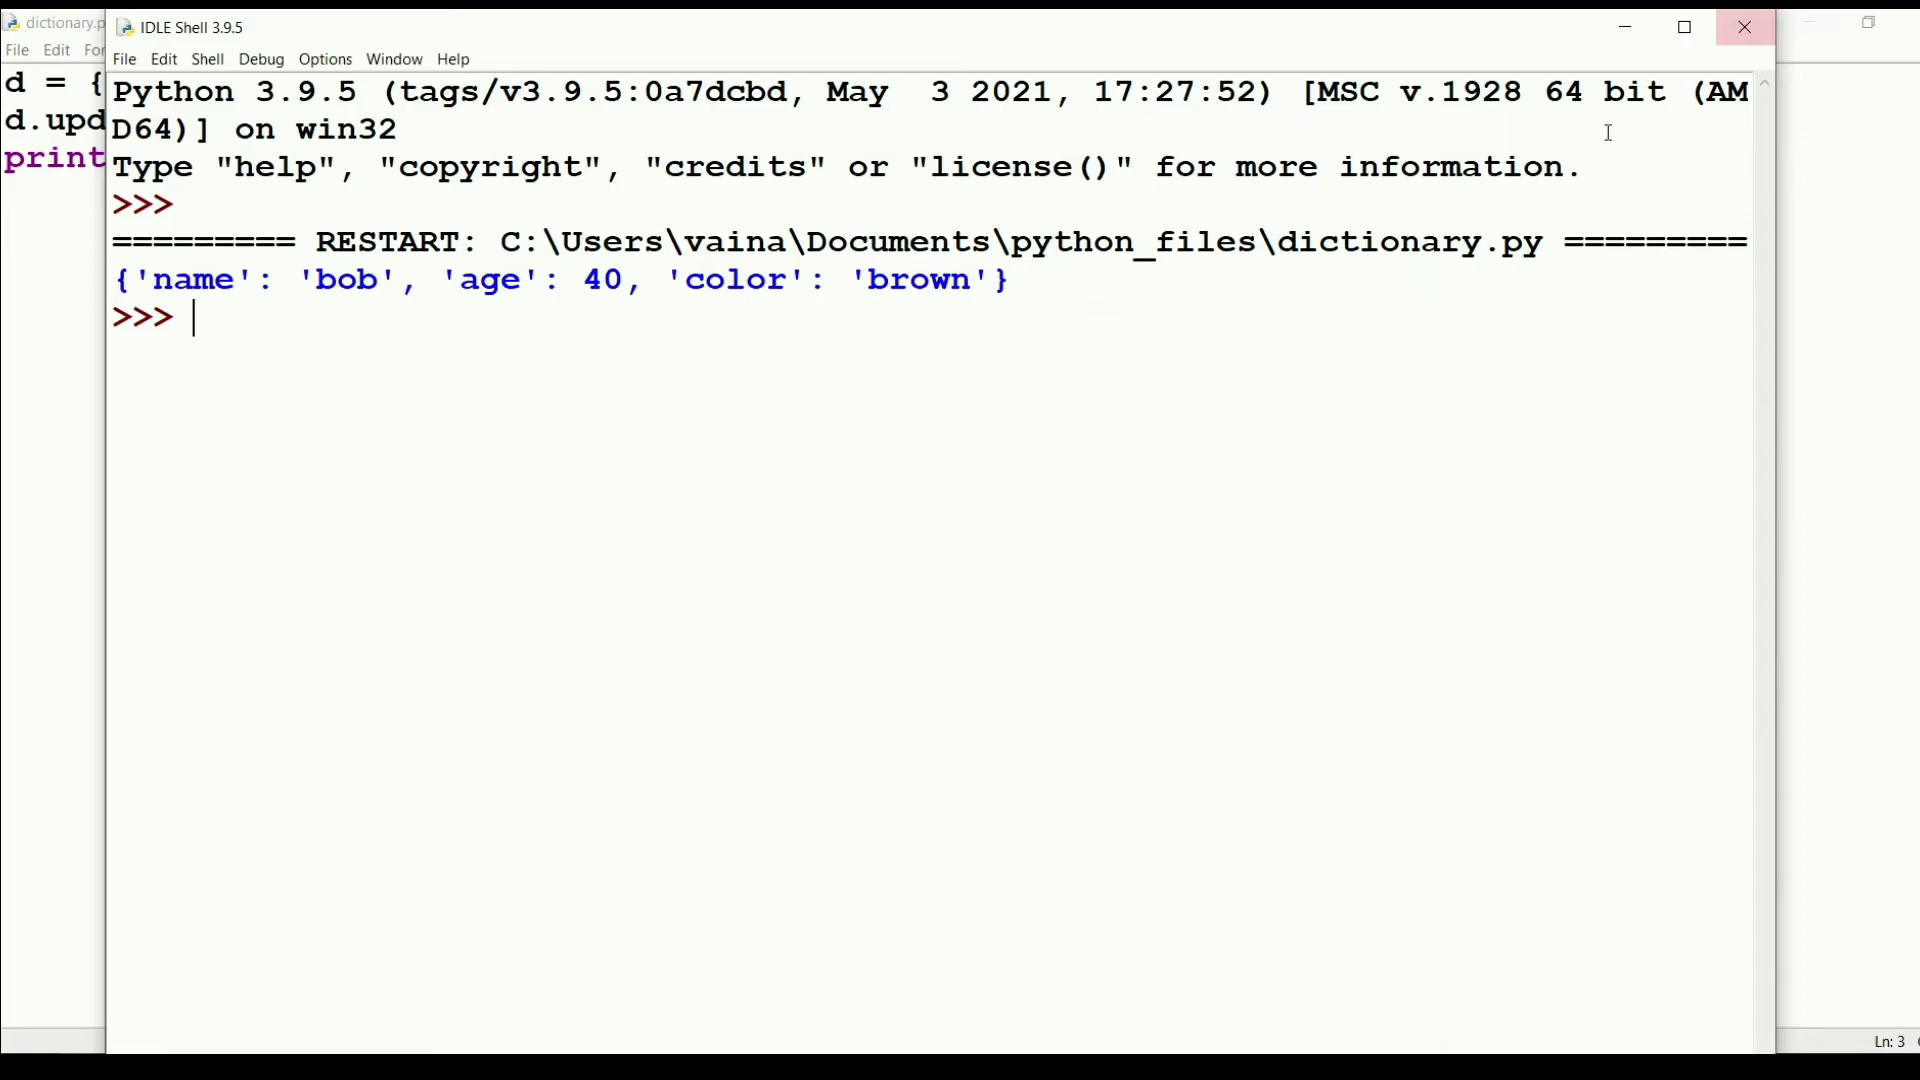 dictionary.p
File Edit For
d = {
d.upd
print
IDLE Shell 3.9.5
File Edit Shell Debug Options Window Help
Python 3.9.5 (tags/v3.9.5:0a7dcbd, May  3 2021, 17:27:52) [MSC v.1928 64 bit (AM
D64)] on win32
Type "help", "copyright", "credits" or "license()" for more information.
>>>
========= RESTART: C:\Users\vaina\Documents\python_files\dictionary.py =========
{'name': 'bob', 'age': 40, 'color': 'brown'}
>>>
Ln: 3